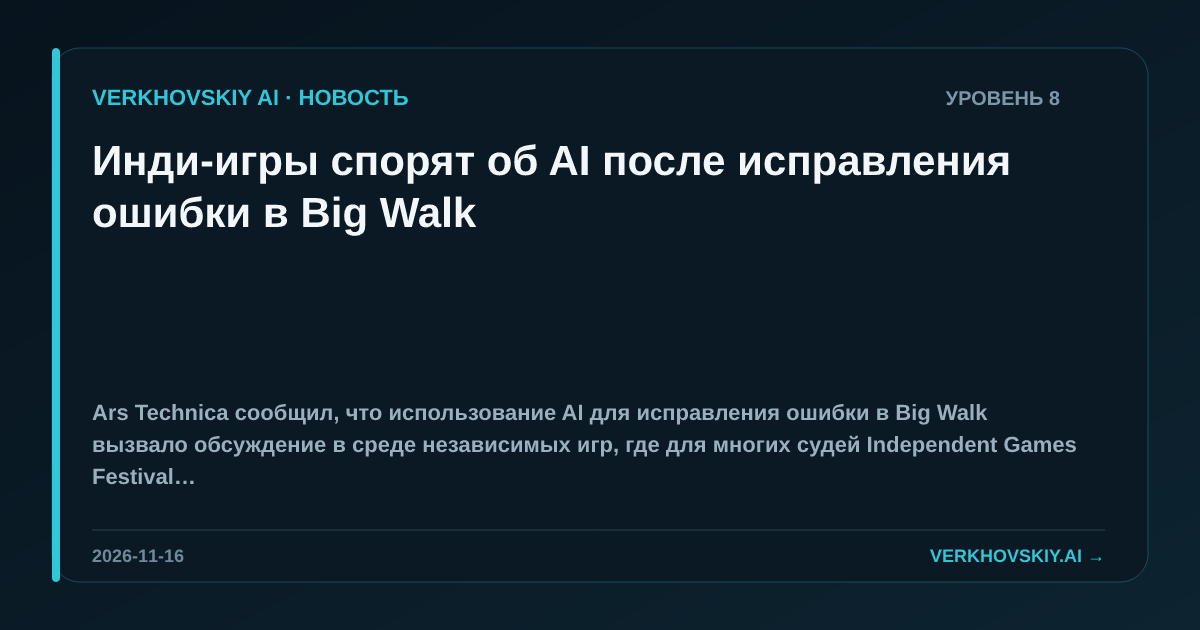 VERKHOVSKIY AI · НОВОСТЬ
УРОВЕНЬ 8
Инди-игры спорят об AI после исправления
ошибки в Big Walk
Ars Technica сообщил, что использование AI для исправления ошибки в Big Walk
вызвало обсуждение в среде независимых игр, где для многих судей Independent Games
Festival…
2026-11-16
VERKHOVSKIY.AI →